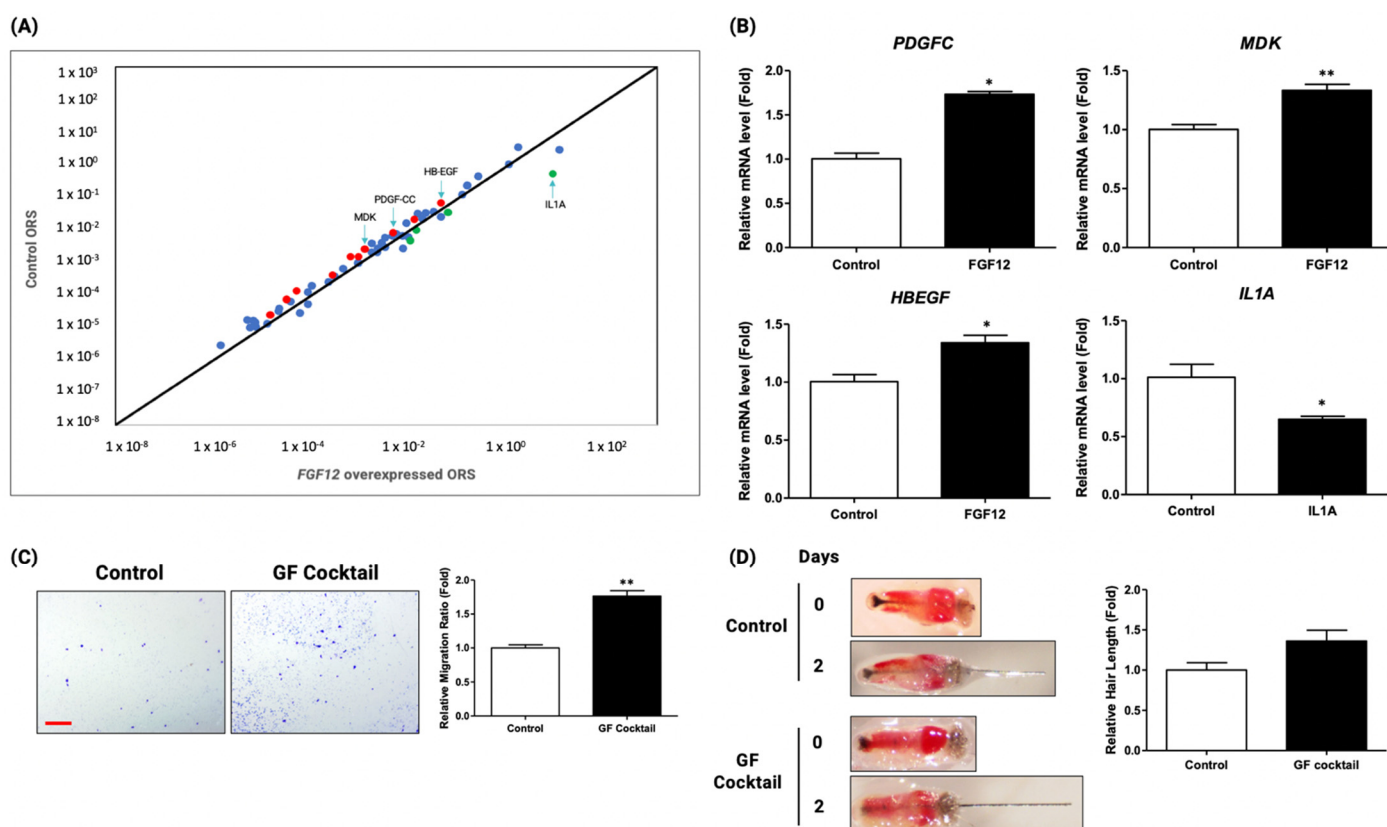 (A)
Control ORS
1 x 10³
1 x 10²
1 x 10¹
1 x 10⁰
1 x 10⁻¹
1 x 10⁻²
1 x 10⁻³
1 x 10⁻⁴
1 x 10⁻⁵
1 x 10⁻⁶
1 x 10⁻⁷
1 x 10⁻⁸
MDK
PDGF-CC
HB-EGF
IL1A
1 x 10⁻⁸
1 x 10⁻⁶
1 x 10⁻⁴
1 x 10⁻²
1 x 10⁰
1 x 10²
FGF12 overexpressed ORS
(B)
PDGFC
Relative mRNA level (Fold)
2.0
1.5
1.0
0.5
0.0
*
Control
FGF12
MDK
Relative mRNA level (Fold)
1.5
1.0
0.5
0.0
**
Control
FGF12
HBEGF
Relative mRNA level (Fold)
1.5
1.0
0.5
0.0
*
Control
FGF12
IL1A
Relative mRNA level (Fold)
1.5
1.0
0.5
0.0
*
Control
IL1A
(C)
Control
GF Cocktail
Relative Migration Ratio (Fold)
2.0
1.5
1.0
0.5
0.0
**
Control
GF Cocktail
(D)
Days
Control
0
2
GF
Cocktail
0
2
Relative Hair Length (Fold)
2.0
1.5
1.0
0.5
0.0
Control
GF cocktail